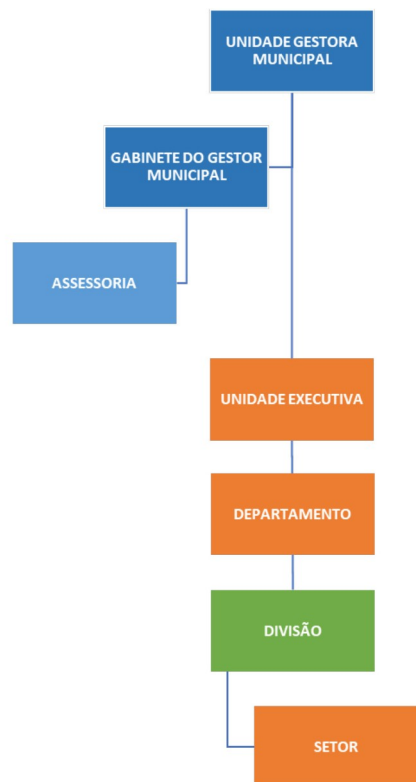 UNIDADE GESTORA
MUNICIPAL
GABINETE DO GESTOR
MUNICIPAL
ASSESSORIA
UNIDADE EXECUTIVA
DEPARTAMENTO
DIVISÃO
SETOR